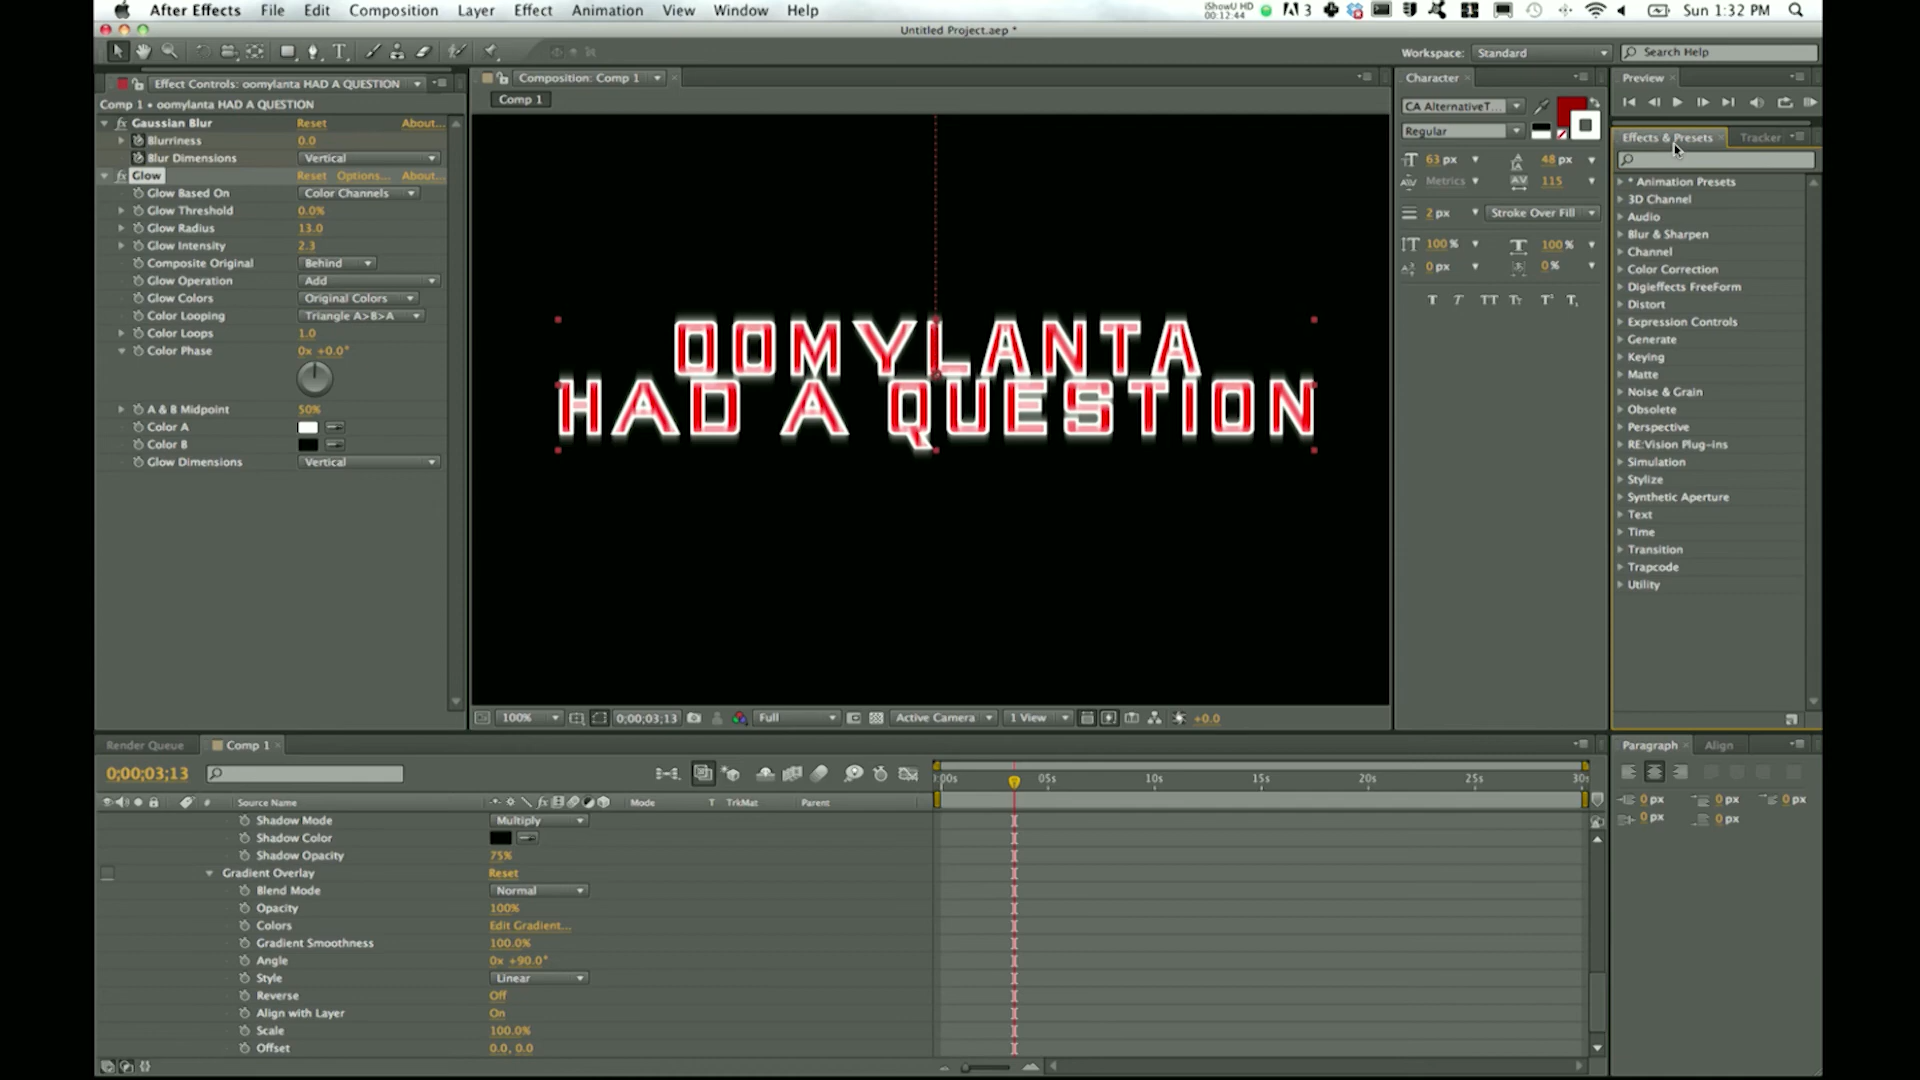 After Effects File Edit Composition Layer Effect Animation View Window Help
iShowU HD
00:12:44
3
Sun 1:32 PM
Untitled Project.aep *
Workspace: Standard
Search Help
Effect Controls: oomylanta HAD A QUESTION
Comp 1 • oomylanta HAD A QUESTION
Gaussian Blur Reset About...
Blurriness 0.0
Blur Dimensions Vertical
Glow Reset Options... About...
Glow Based On Color Channels
Glow Threshold 0.0%
Glow Radius 13.0
Glow Intensity 2.3
Composite Original Behind
Glow Operation Add
Glow Colors Original Colors
Color Looping Triangle A>B>A
Color Loops 1.0
Color Phase 0x +0.0°
A & B Midpoint 50%
Color A
Color B
Glow Dimensions Vertical
Composition: Comp 1
Comp 1
OOMYLANTA
HAD A QUESTION
100% 0;00;03;13 Full Active Camera 1 View +0.0
Character
CA AlternativeT...
Regular
63 px 48 px
Metrics 115
2 px Stroke Over Fill
100% 100%
0 px 0%
Preview
Effects & Presets Tracker
* Animation Presets
3D Channel
Audio
Blur & Sharpen
Channel
Color Correction
Digieffects FreeForm
Distort
Expression Controls
Generate
Keying
Matte
Noise & Grain
Obsolete
Perspective
RE:Vision Plug-ins
Simulation
Stylize
Synthetic Aperture
Text
Time
Transition
Trapcode
Utility
Render Queue Comp 1
0;00;03;13
# Source Name Mode T TrkMat Parent
Shadow Mode Multiply
Shadow Color
Shadow Opacity 75%
Gradient Overlay Reset
Blend Mode Normal
Opacity 100%
Colors Edit Gradient...
Gradient Smoothness 100.0%
Angle 0x +90.0°
Style Linear
Reverse Off
Align with Layer On
Scale 100.0%
Offset 0.0, 0.0
:00s 05s 10s 15s 20s 25s 30s
Paragraph Align
0 px 0 px 0 px
0 px 0 px